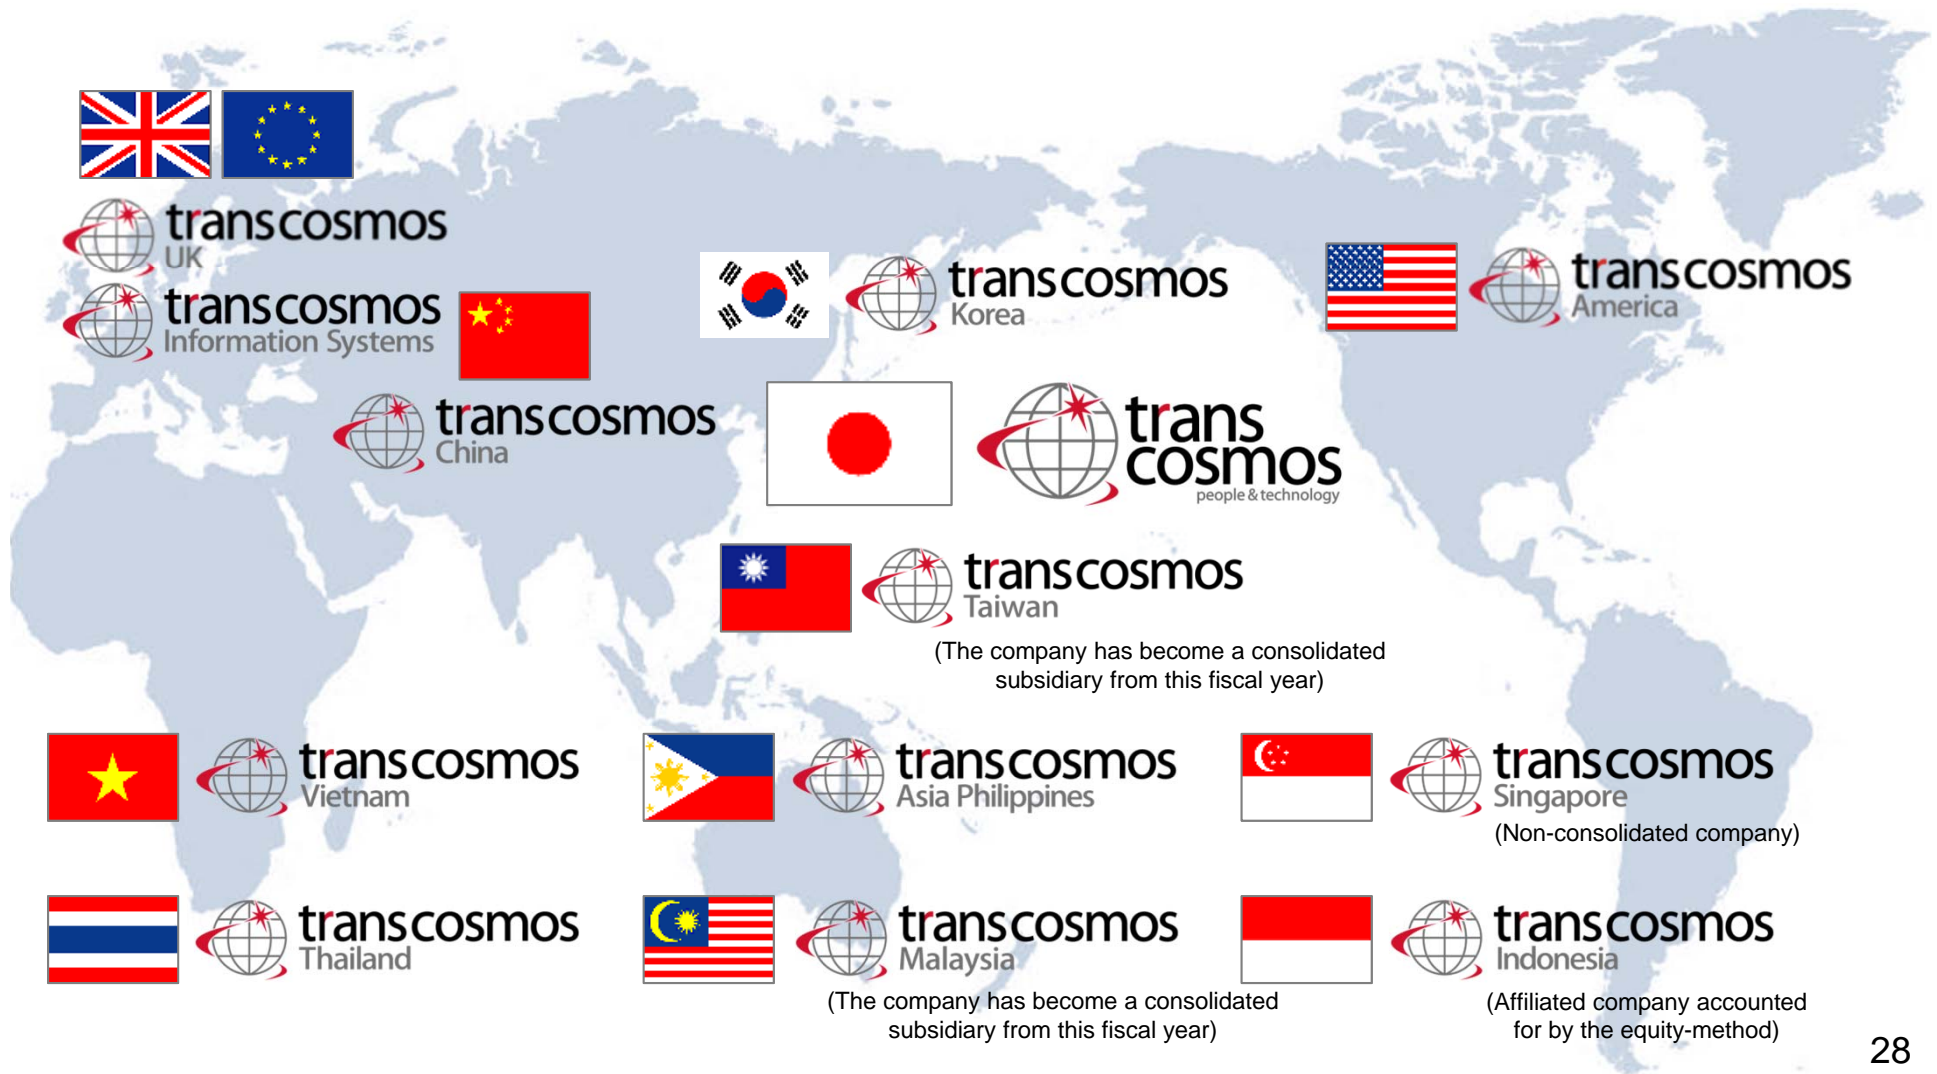 transcosmos
UK
transcosmos
Information Systems
transcosmos
Korea
transcosmos
America
transcosmos
China
trans
cosmos
people & technology
transcosmos
Taiwan
(The company has become a consolidated
subsidiary from this fiscal year)
transcosmos
Vietnam
transcosmos
Asia Philippines
transcosmos
Singapore
(Non-consolidated company)
transcosmos
Thailand
transcosmos
Malaysia
(The company has become a consolidated
subsidiary from this fiscal year)
transcosmos
Indonesia
(Affiliated company accounted
for by the equity-method)
28